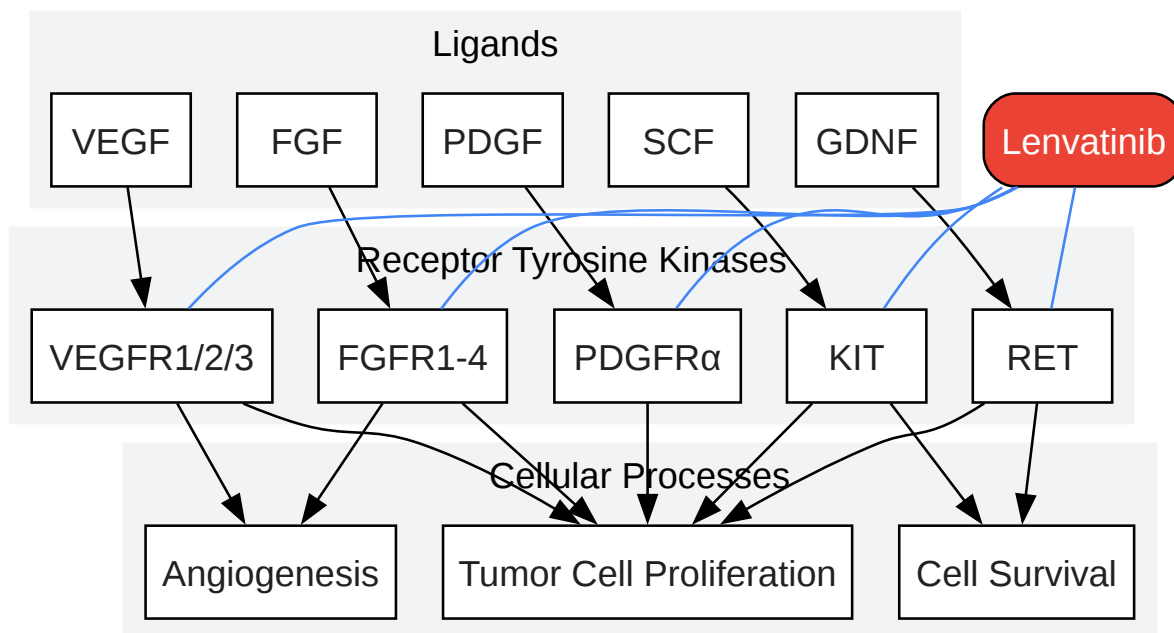 Ligands
VEGF
FGF
PDGF
SCF
GDNF
Lenvatinib
Receptor Tyrosine Kinases
VEGFR1/2/3
FGFR1-4
PDGFRα
KIT
RET
Cellular Processes
Angiogenesis
Tumor Cell Proliferation
Cell Survival